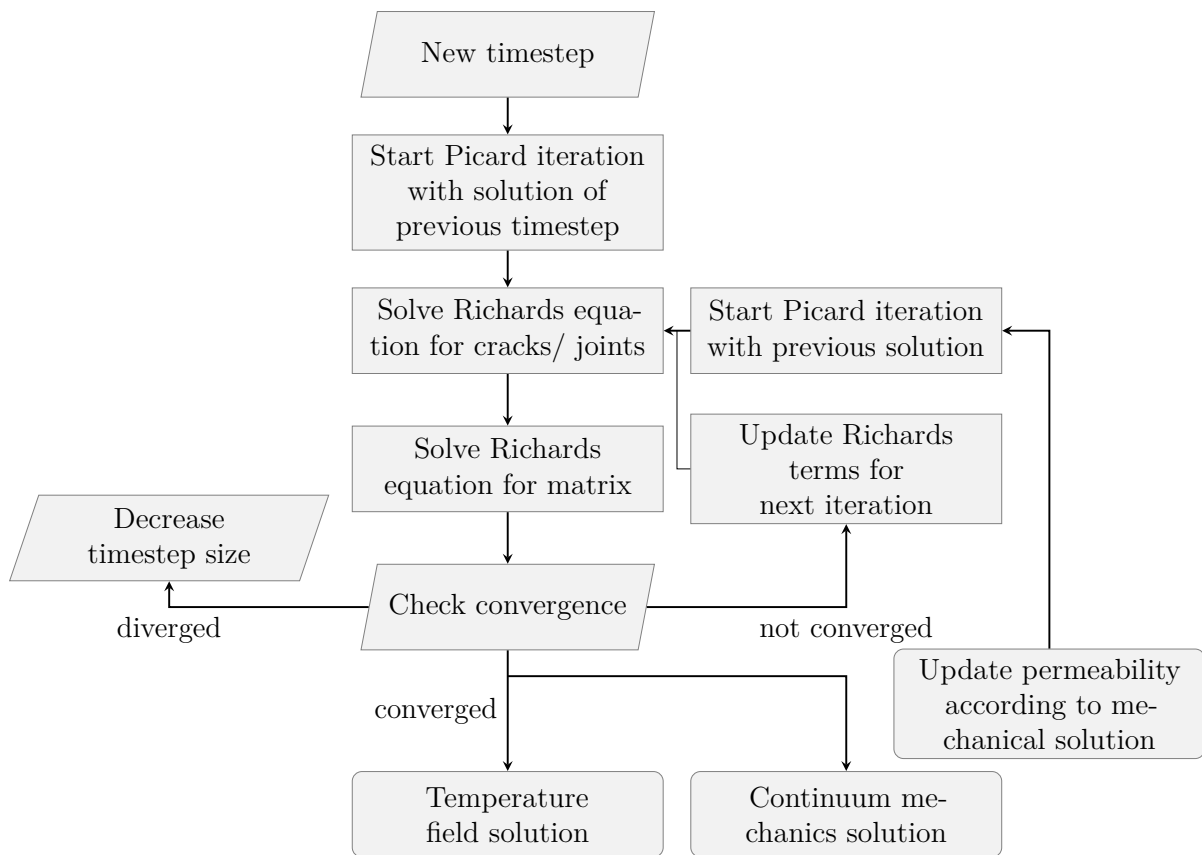 New timestep
Start Picard iteration
with solution of
previous timestep
Solve Richards equa-
tion for cracks/ joints
Start Picard iteration
with previous solution
Solve Richards
equation for matrix
Update Richards
terms for
next iteration
Decrease
timestep size
Check convergence
diverged
not converged
Update permeability
according to me-
chanical solution
converged
Temperature
field solution
Continuum me-
chanics solution